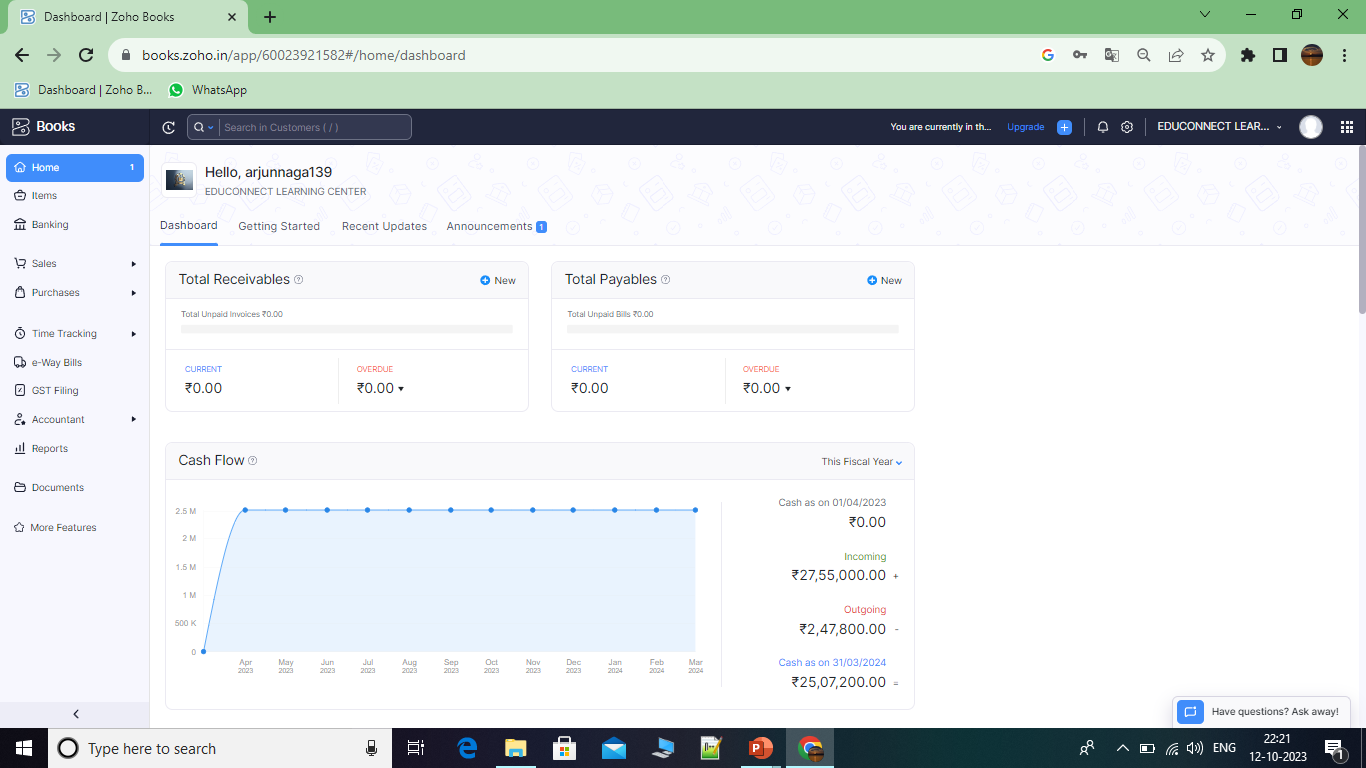 Dashboard | Zoho Books
books.zoho.in/app/60023921582#/home/dashboard
Dashboard | Zoho B... WhatsApp
Books
Search in Customers ( / )
You are currently in th... Upgrade
EDUCONNECT LEAR...
Home 1
Items
Banking
Sales
Purchases
Time Tracking
e-Way Bills
GST Filing
Accountant
Reports
Documents
More Features
Hello, arjunnaga139
EDUCONNECT LEARNING CENTER
Dashboard Getting Started Recent Updates Announcements 1
Total Receivables New
Total Unpaid Invoices ₹0.00
CURRENT OVERDUE
₹0.00 ₹0.00
Total Payables New
Total Unpaid Bills ₹0.00
CURRENT OVERDUE
₹0.00 ₹0.00
Cash Flow This Fiscal Year
2.5 M
2 M
1.5 M
1 M
500 K
0
Apr May Jun Jul Aug Sep Oct Nov Dec Jan Feb Mar
2023 2023 2023 2023 2023 2023 2023 2023 2023 2024 2024 2024
Cash as on 01/04/2023
₹0.00
Incoming
₹27,55,000.00 +
Outgoing
₹2,47,800.00 -
Cash as on 31/03/2024
₹25,07,200.00 =
Have questions? Ask away!
Type here to search
ENG
22:21
12-10-2023
1